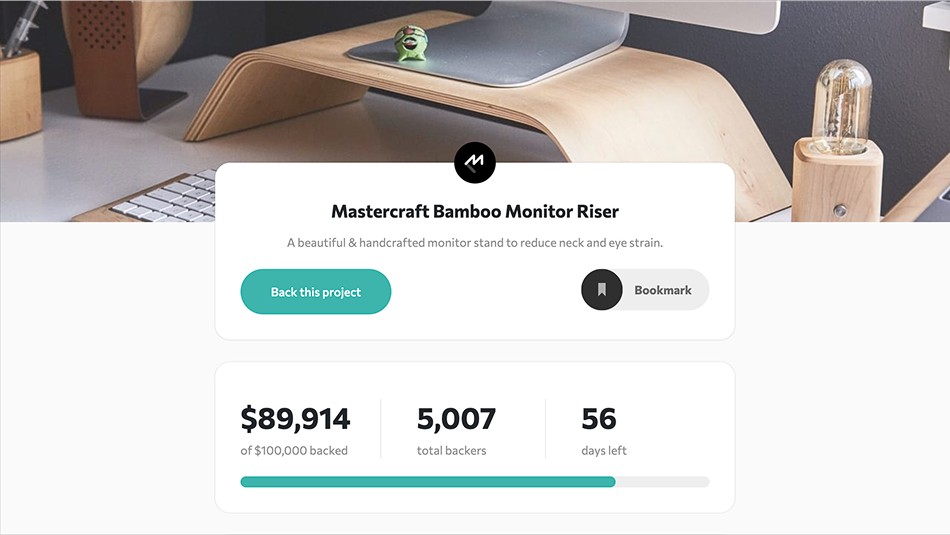 Mastercraft Bamboo Monitor Riser
A beautiful & handcrafted monitor stand to reduce neck and eye strain.
Back this project
Bookmark
$89,914
of $100,000 backed
5,007
total backers
56
days left